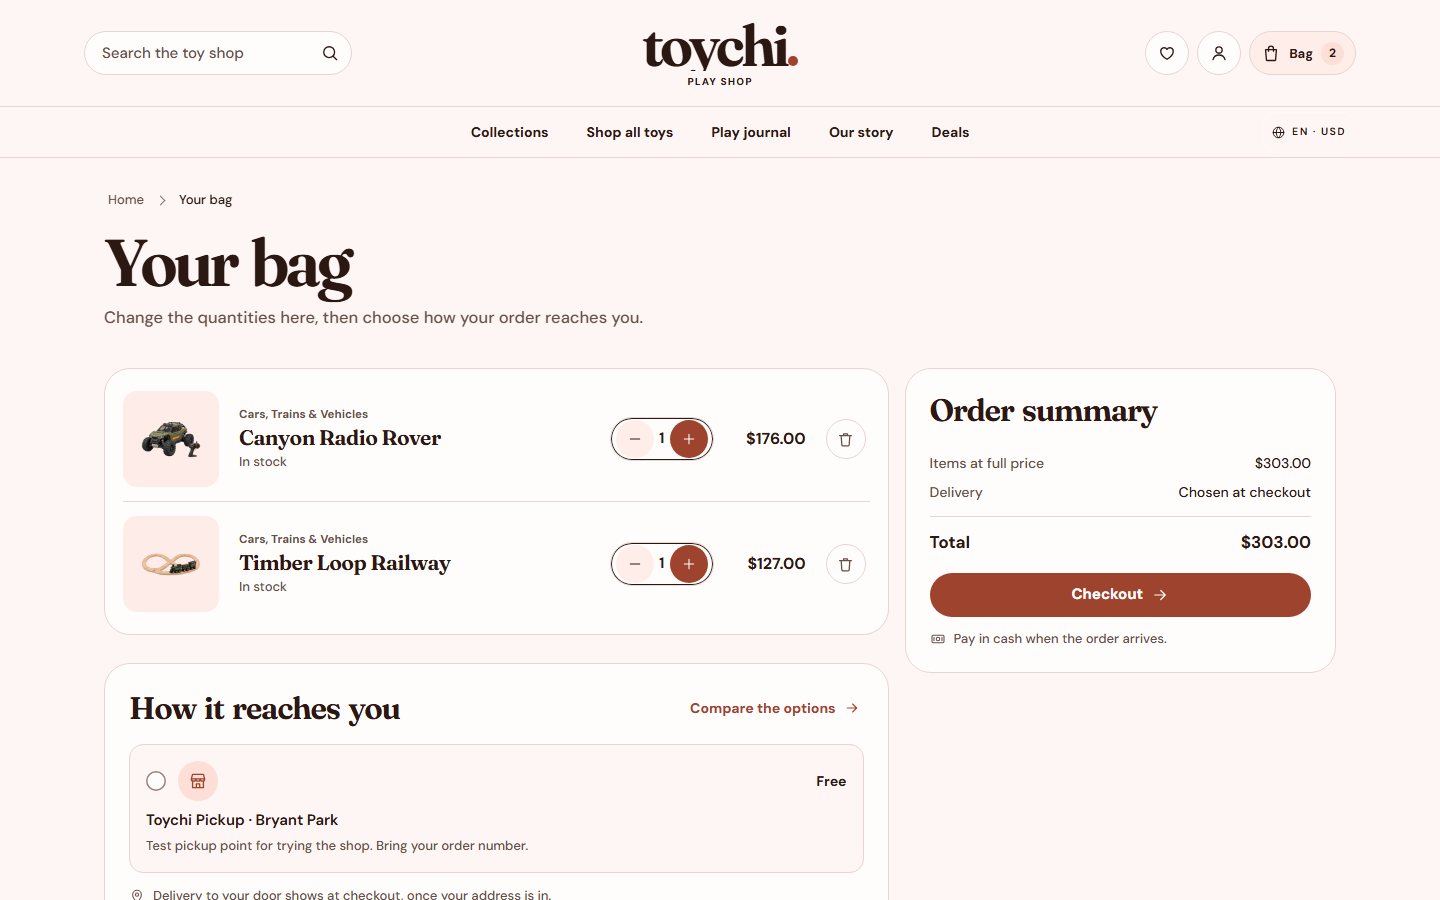 Search the toy shop
toychi.
PLAY SHOP
Bag 2
Collections
Shop all toys
Play journal
Our story
Deals
EN · USD
Home > Your bag
Your bag
Change the quantities here, then choose how your order reaches you.
Cars, Trains & Vehicles
Canyon Radio Rover
In stock
− 1 +
$176.00
Cars, Trains & Vehicles
Timber Loop Railway
In stock
− 1 +
$127.00
Order summary
Items at full price $303.00
Delivery Chosen at checkout
Total $303.00
Checkout →
Pay in cash when the order arrives.
How it reaches you
Compare the options →
Free
Toychi Pickup · Bryant Park
Test pickup point for trying the shop. Bring your order number.
Delivery to your door shows at checkout, once your address is in.